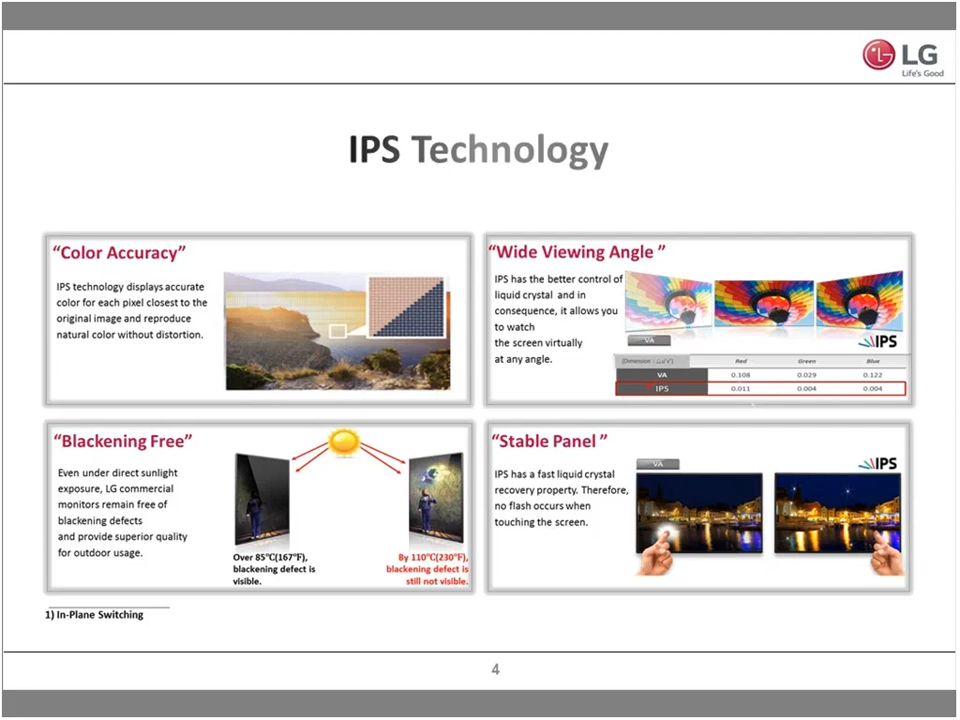 LG
Life's Good
IPS Technology
“Color Accuracy”
IPS technology displays accurate
color for each pixel closest to the
original image and reproduce
natural color without distortion.
“Wide Viewing Angle ”
IPS has the better control of
liquid crystal and in
consequence, it allows you
to watch
the screen virtually
at any angle.
VA
IPS
(Dimension : Δu'v') Red Green Blue
VA 0.108 0.029 0.122
IPS 0.011 0.004 0.004
“Blackening Free”
Even under direct sunlight
exposure, LG commercial
monitors remain free of
blackening defects
and provide superior quality
for outdoor usage.
Over 85℃(167℉),
blackening defect is
visible.
By 110℃(230℉),
blackening defect is
still not visible.
“Stable Panel ”
IPS has a fast liquid crystal
recovery property. Therefore,
no flash occurs when
touching the screen.
VA
IPS
1) In-Plane Switching
4